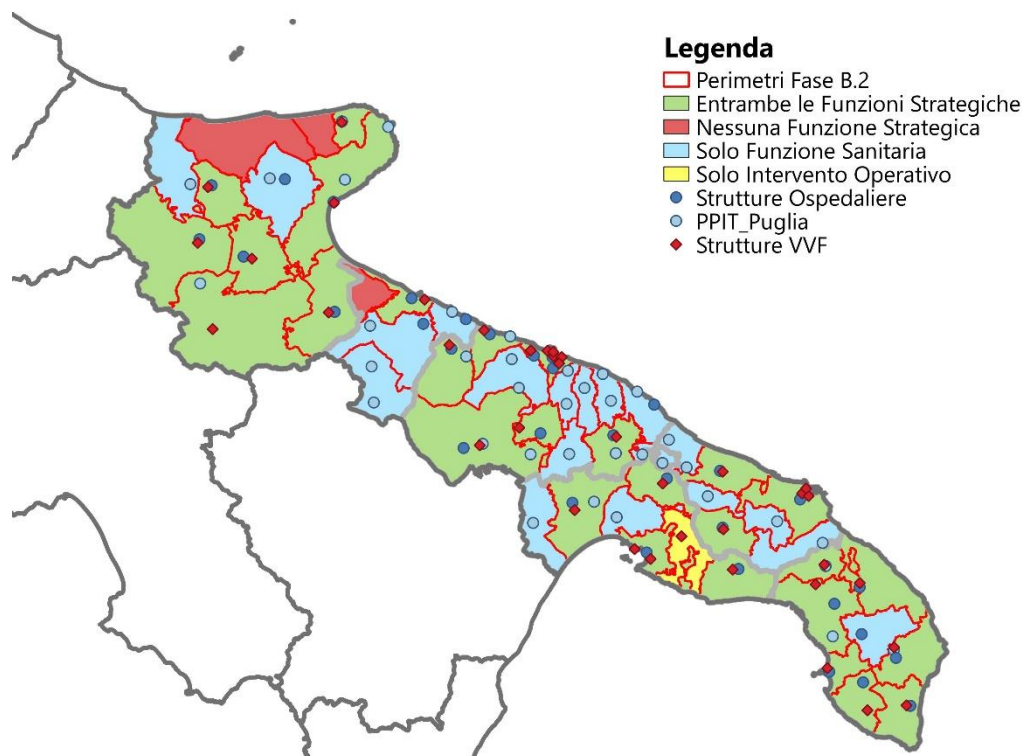 Legenda
Perimetri Fase B.2
Entrambe le Funzioni Strategiche
Nessuna Funzione Strategica
Solo Funzione Sanitaria
Solo Intervento Operativo
Strutture Ospedaliere
PPIT_Puglia
Strutture VVF